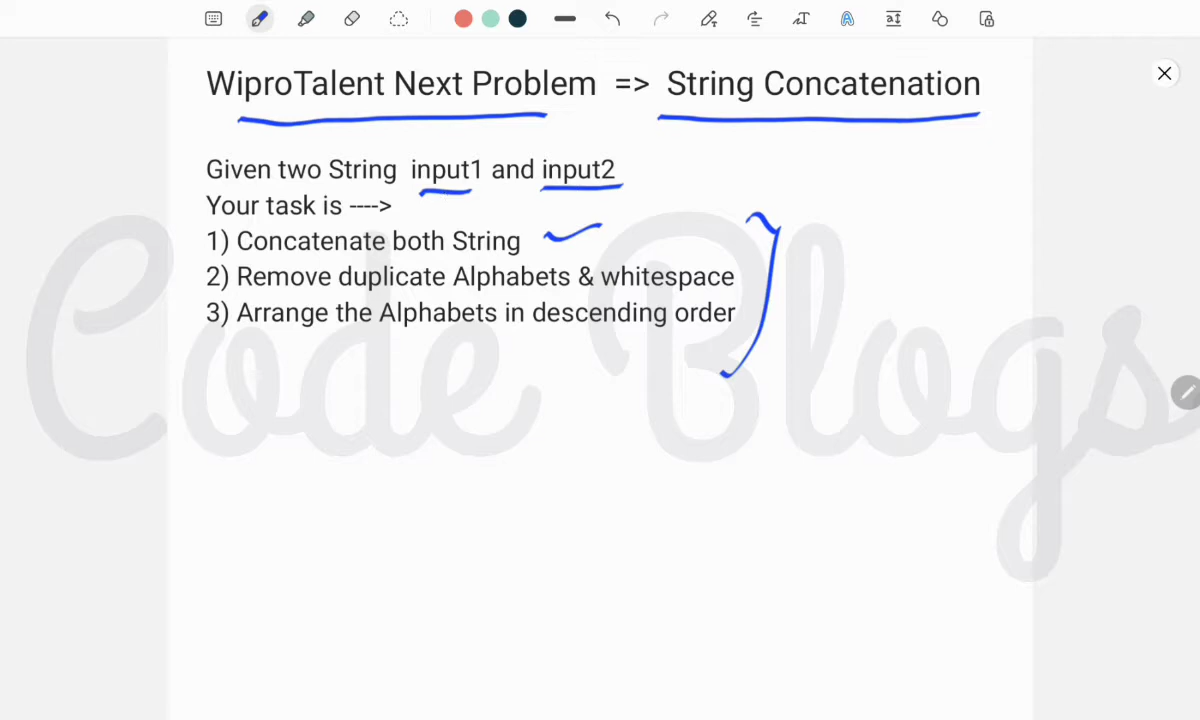 WiproTalent Next Problem => String Concatenation
Given two String input1 and input2
Your task is ---->
1) Concatenate both String
2) Remove duplicate Alphabets & whitespace
3) Arrange the Alphabets in descending order
Code Blogs